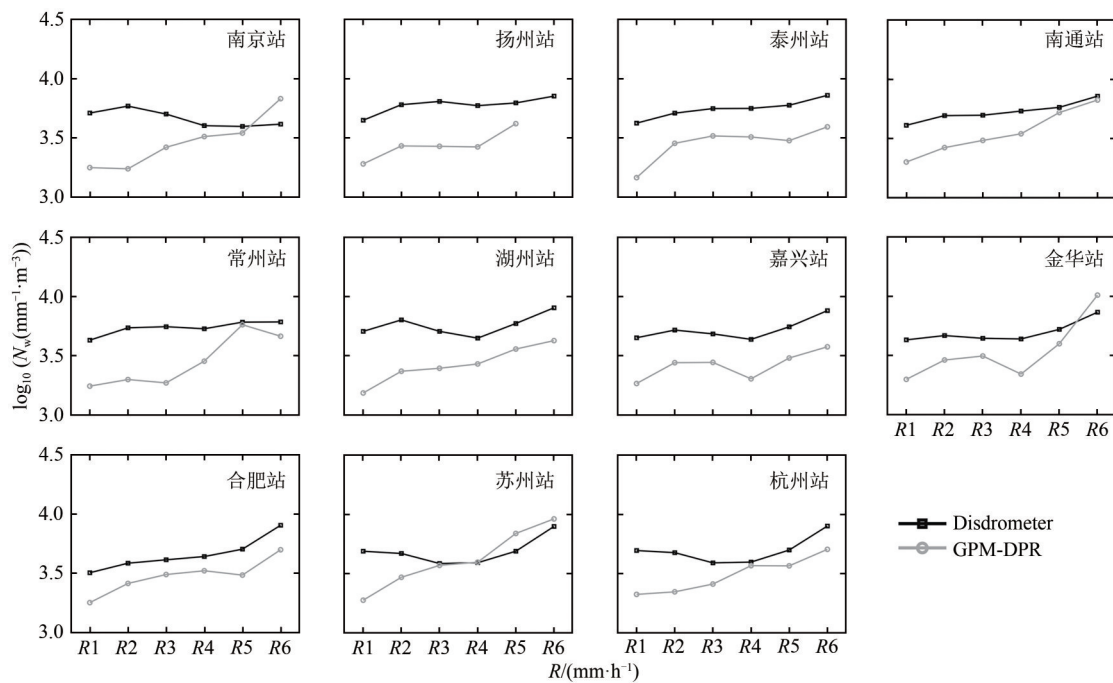 4.5
4.0
3.5
3.0
南京站
扬州站
泰州站
南通站
4.5
4.0
3.5
3.0
常州站
湖州站
嘉兴站
金华站
log₁₀ (Nw(mm⁻¹·m⁻³))
R1 R2 R3 R4 R5 R6
4.5
4.0
3.5
3.0
合肥站
苏州站
杭州站
Disdrometer
GPM-DPR
R1 R2 R3 R4 R5 R6
R1 R2 R3 R4 R5 R6
R1 R2 R3 R4 R5 R6
R/(mm·h⁻¹)